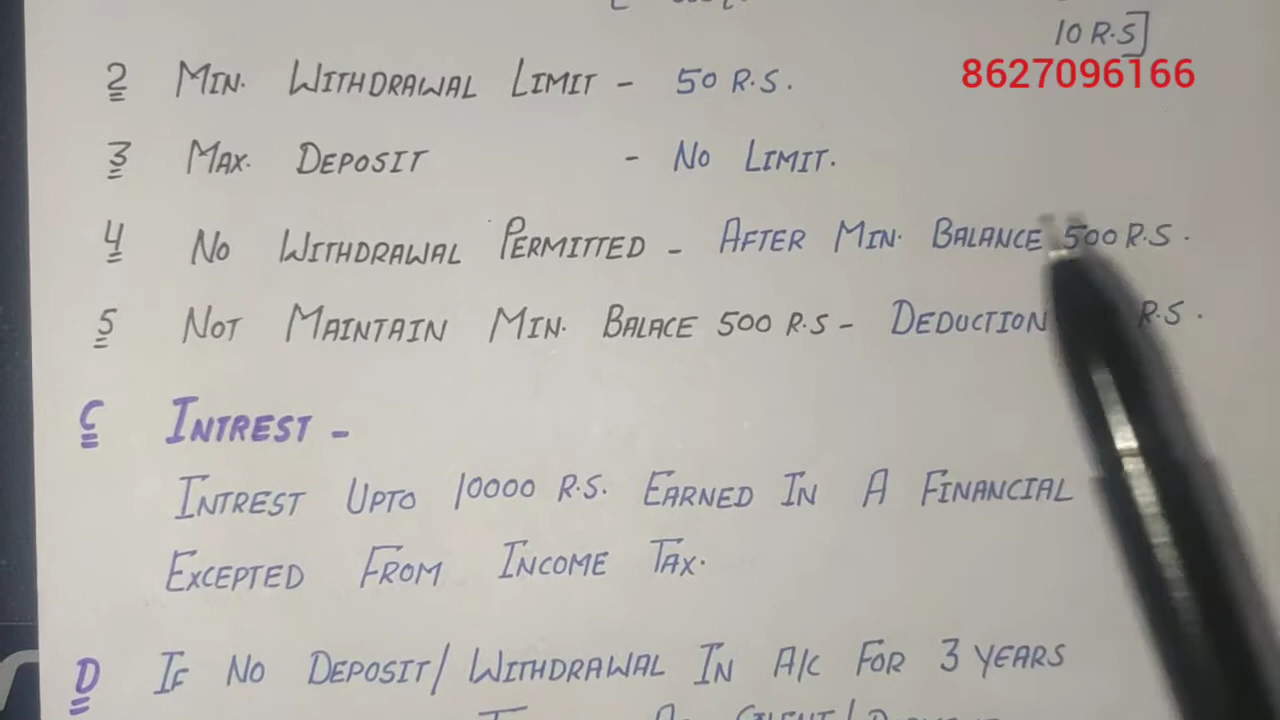 10 R.S]
8627096166
2 MIN. WITHDRAWAL LIMIT - 50 R.S.
3 MAX. DEPOSIT - NO LIMIT.
4 NO WITHDRAWAL PERMITTED - AFTER MIN. BALANCE 500 R.S.
5 NOT MAINTAIN MIN. BALACE 500 R.S - DEDUCTION R.S.
C INTREST -
INTREST UPTO 10000 R.S. EARNED IN A FINANCIAL
EXCEPTED FROM INCOME TAX.
D IF NO DEPOSIT/WITHDRAWAL IN A/C FOR 3 YEARS